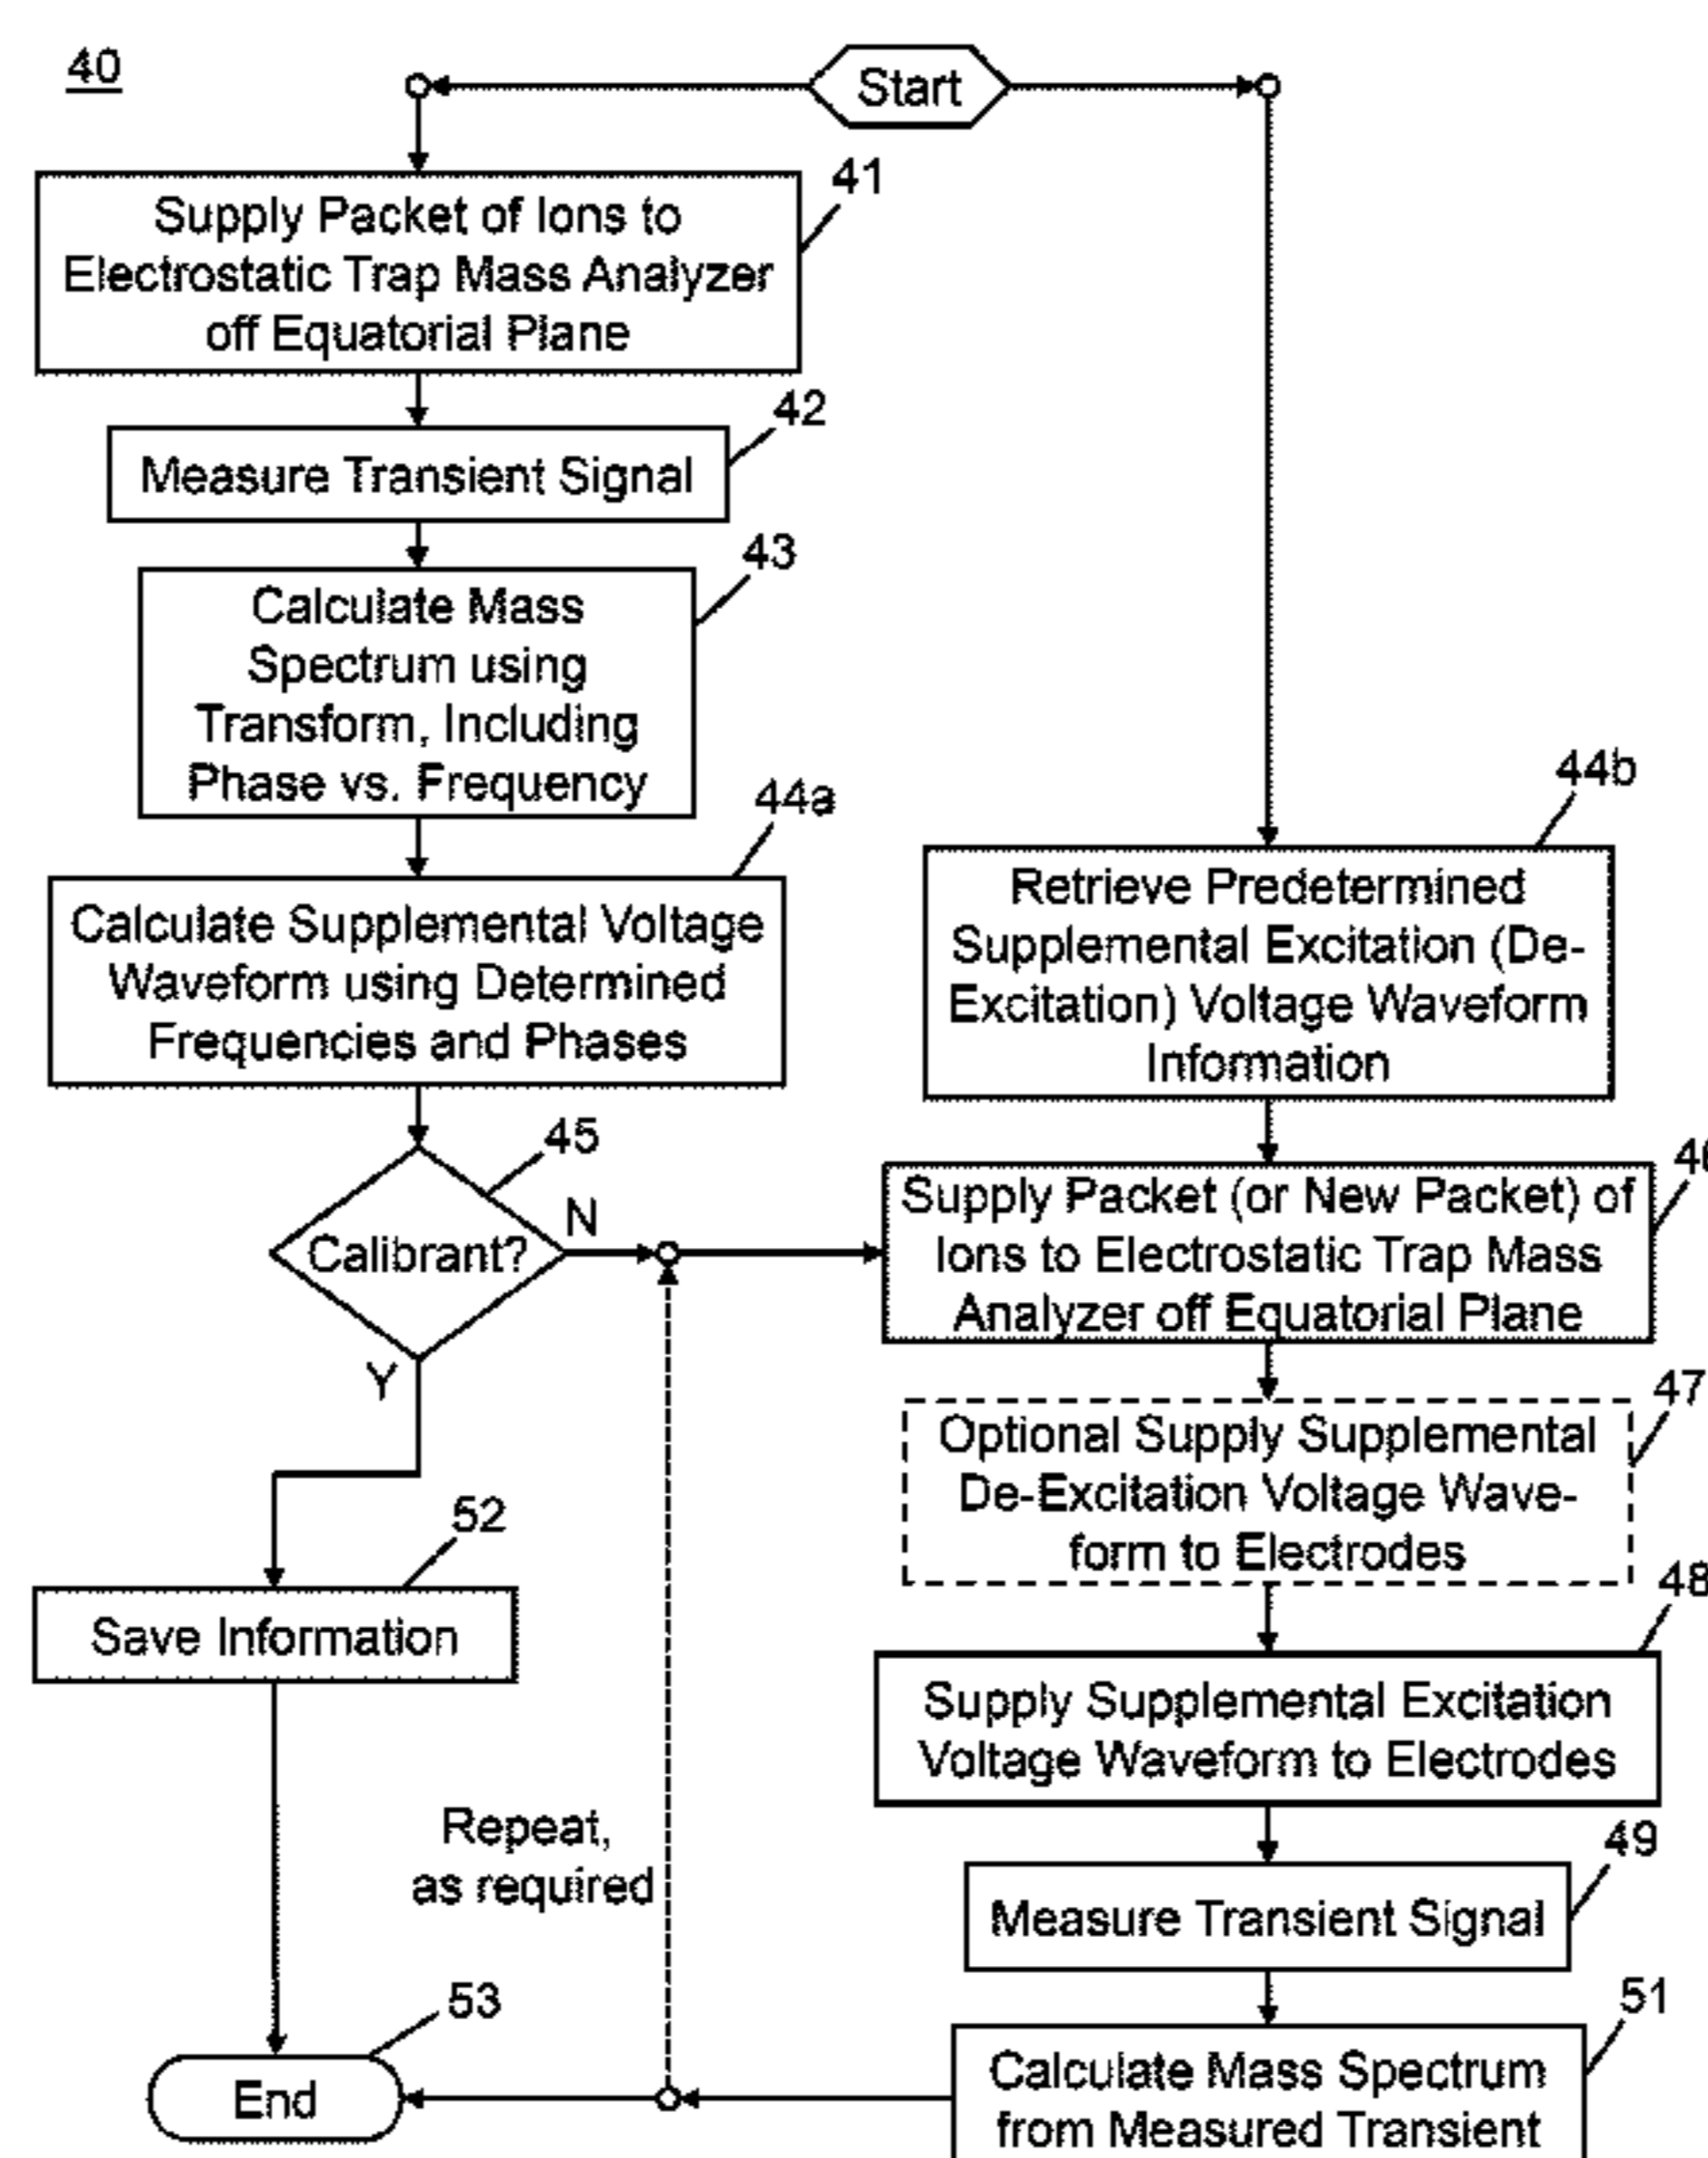 40
Start
41
Supply Packet of Ions to
Electrostatic Trap Mass Analyzer
off Equatorial Plane
42
Measure Transient Signal
43
Calculate Mass
Spectrum using
Transform, Including
Phase vs. Frequency
44a
Calculate Supplemental Voltage
Waveform using Determined
Frequencies and Phases
45
Calibrant?
N
Y
52
Save Information
Repeat,
as required
53
End
44b
Retrieve Predetermined
Supplemental Excitation (De-
Excitation) Voltage Waveform
Information
Supply Packet (or New Packet) of
Ions to Electrostatic Trap Mass
Analyzer off Equatorial Plane
47
Optional Supply Supplemental
De-Excitation Voltage Wave-
form to Electrodes
48
Supply Supplemental Excitation
Voltage Waveform to Electrodes
49
Measure Transient Signal
51
Calculate Mass Spectrum
from Measured Transient